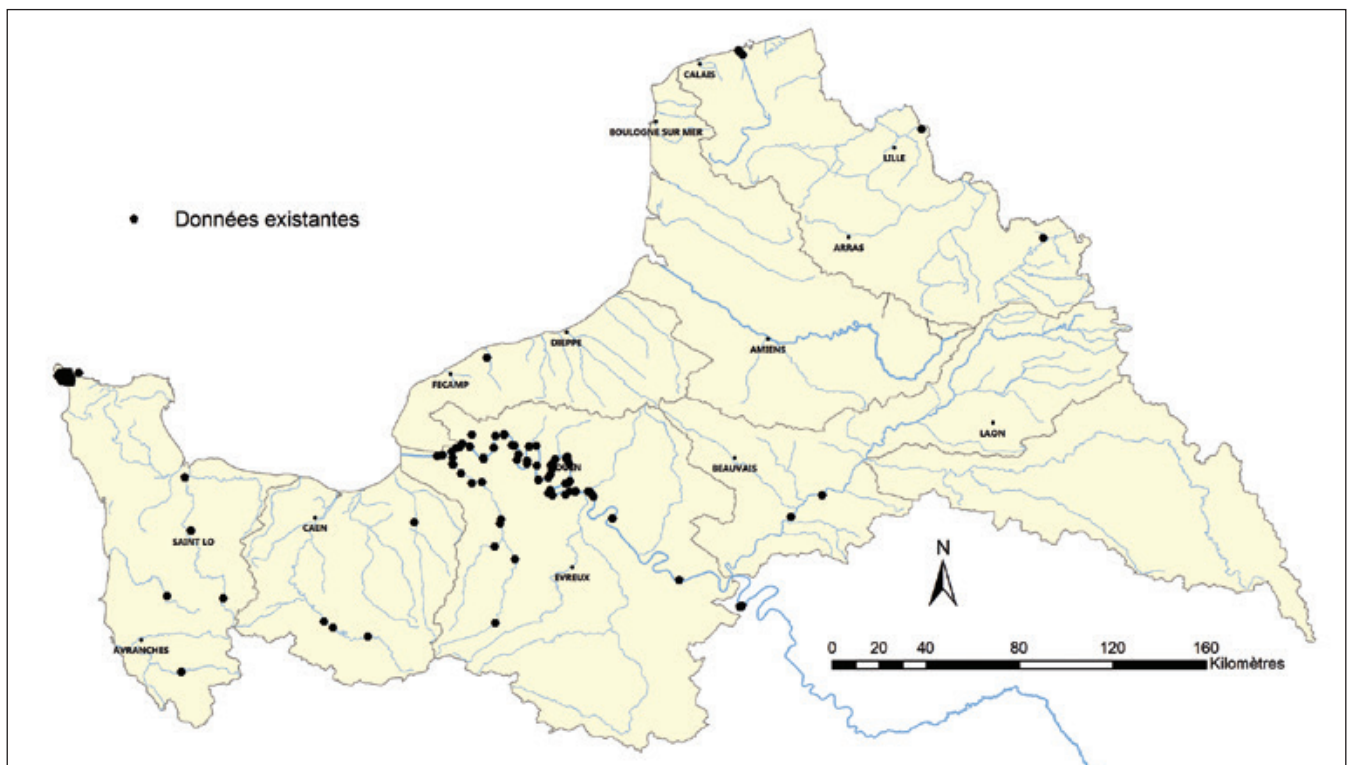 CALAIS
BOULOGNE SUR MER
LILLE
Données existantes
ARRAS
DIEPPE
AMIENS
FECAMP
LAON
BEAUVAIS
CAEN
SAINT LO
N
EVREUX
AVRANCHES
0 20 40 80 120 160
Kilomètres